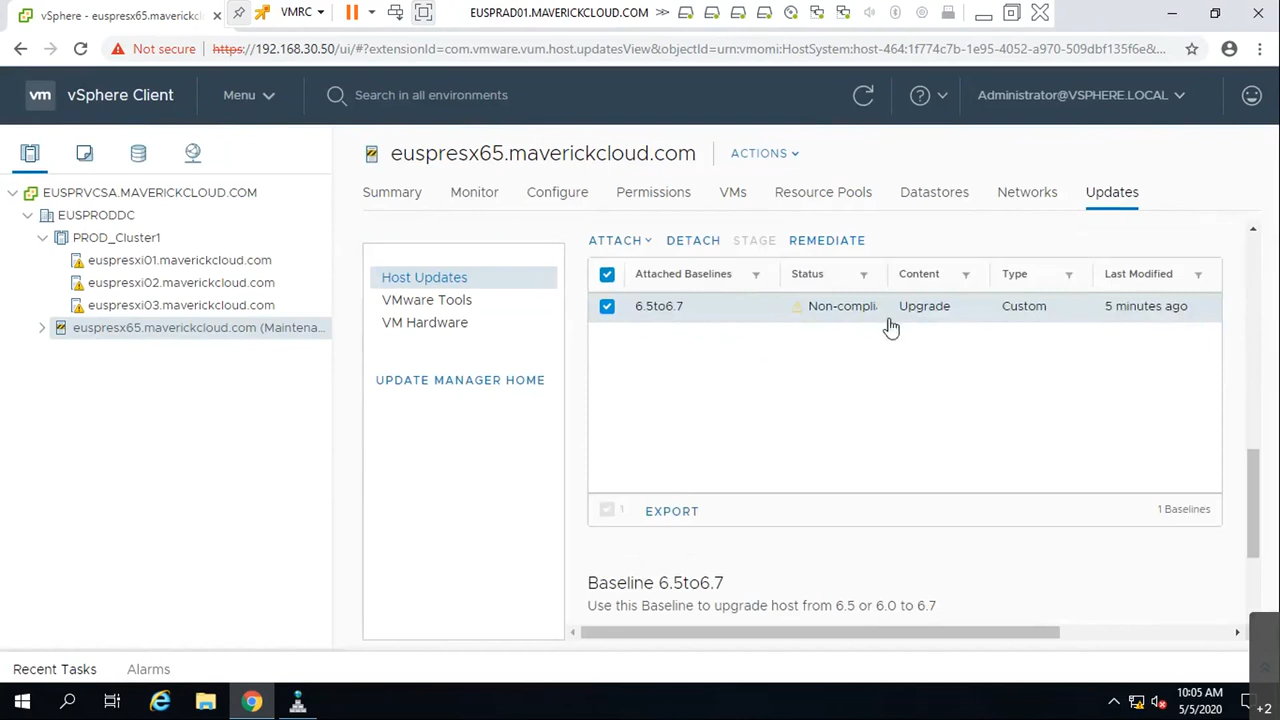 vSphere - euspresx65.maverickclou
VMRC
EUSPRAD01.MAVERICKCLOUD.COM
Not secure
https://192.168.30.50/ui/#?extensionId=com.vmware.vum.host.updatesView&objectId=urn:vmomi:HostSystem:host-464:1f774c7b-1e95-4052-a970-509dbf135f6e&...
vm
vSphere Client
Menu
Search in all environments
Administrator@VSPHERE.LOCAL
euspresx65.maverickcloud.com
ACTIONS
Summary
Monitor
Configure
Permissions
VMs
Resource Pools
Datastores
Networks
Updates
EUSPRVCSA.MAVERICKCLOUD.COM
EUSPRODDC
PROD_Cluster1
euspresxi01.maverickcloud.com
euspresxi02.maverickcloud.com
euspresxi03.maverickcloud.com
euspresx65.maverickcloud.com (Maintena...
Host Updates
VMware Tools
VM Hardware
UPDATE MANAGER HOME
ATTACH
DETACH
STAGE
REMEDIATE
Attached Baselines
Status
Content
Type
Last Modified
6.5to6.7
Non-compli
Upgrade
Custom
5 minutes ago
1
EXPORT
1 Baselines
Baseline 6.5to6.7
Use this Baseline to upgrade host from 6.5 or 6.0 to 6.7
Recent Tasks
Alarms
10:05 AM
5/5/2020
+2